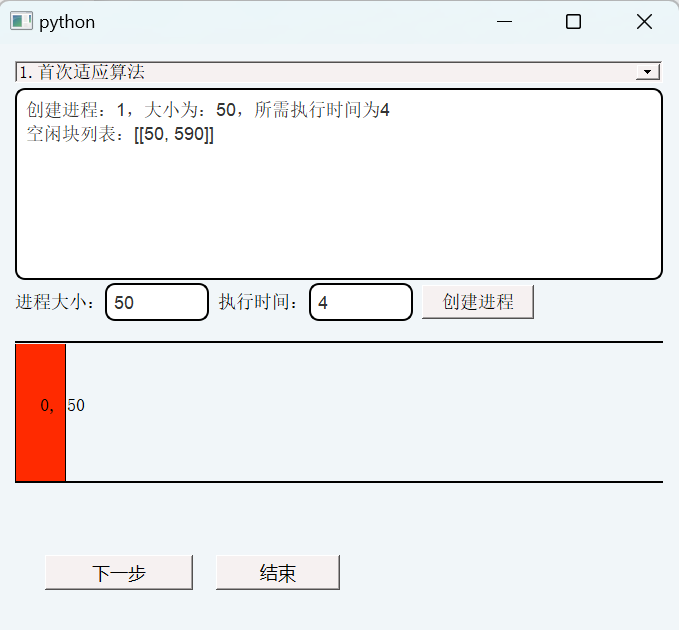 python
1. 首次适应算法
创建进程：1，大小为：50，所需执行时间为4
空闲块列表：[[50, 590]]
进程大小： 50 执行时间： 4 创建进程
0, 50
下一步 结束